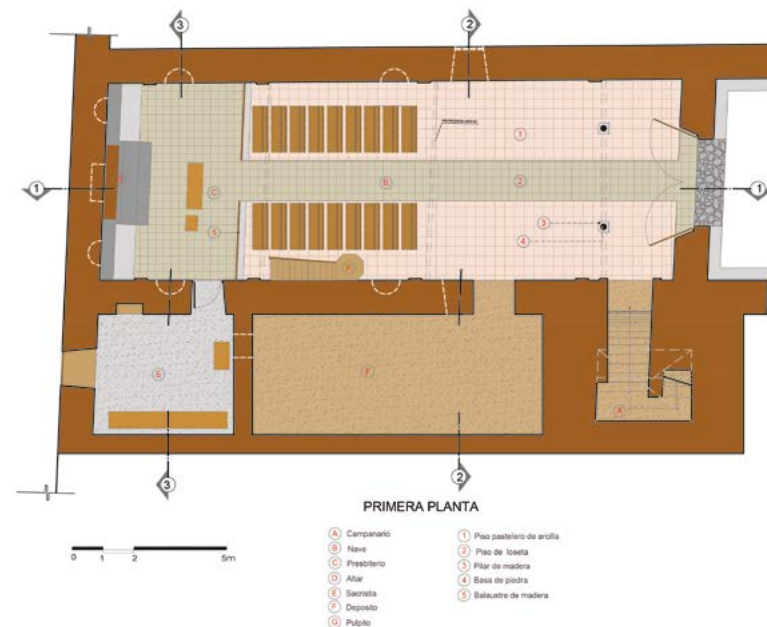 3
2
1
C
B
2
1
3
4
5
F
1
1
E
F
A
3
2
PRIMERA PLANTA
0 1 2 5m
A Campanario
B Nave
C Presbiterio
D Altar
E Sacristia
F Deposito
G Pulpito
1 Piso pastelero de arcilla
2 Piso de loseta
3 Pilar de madera
4 Basa de piedra
5 Balaustre de madera